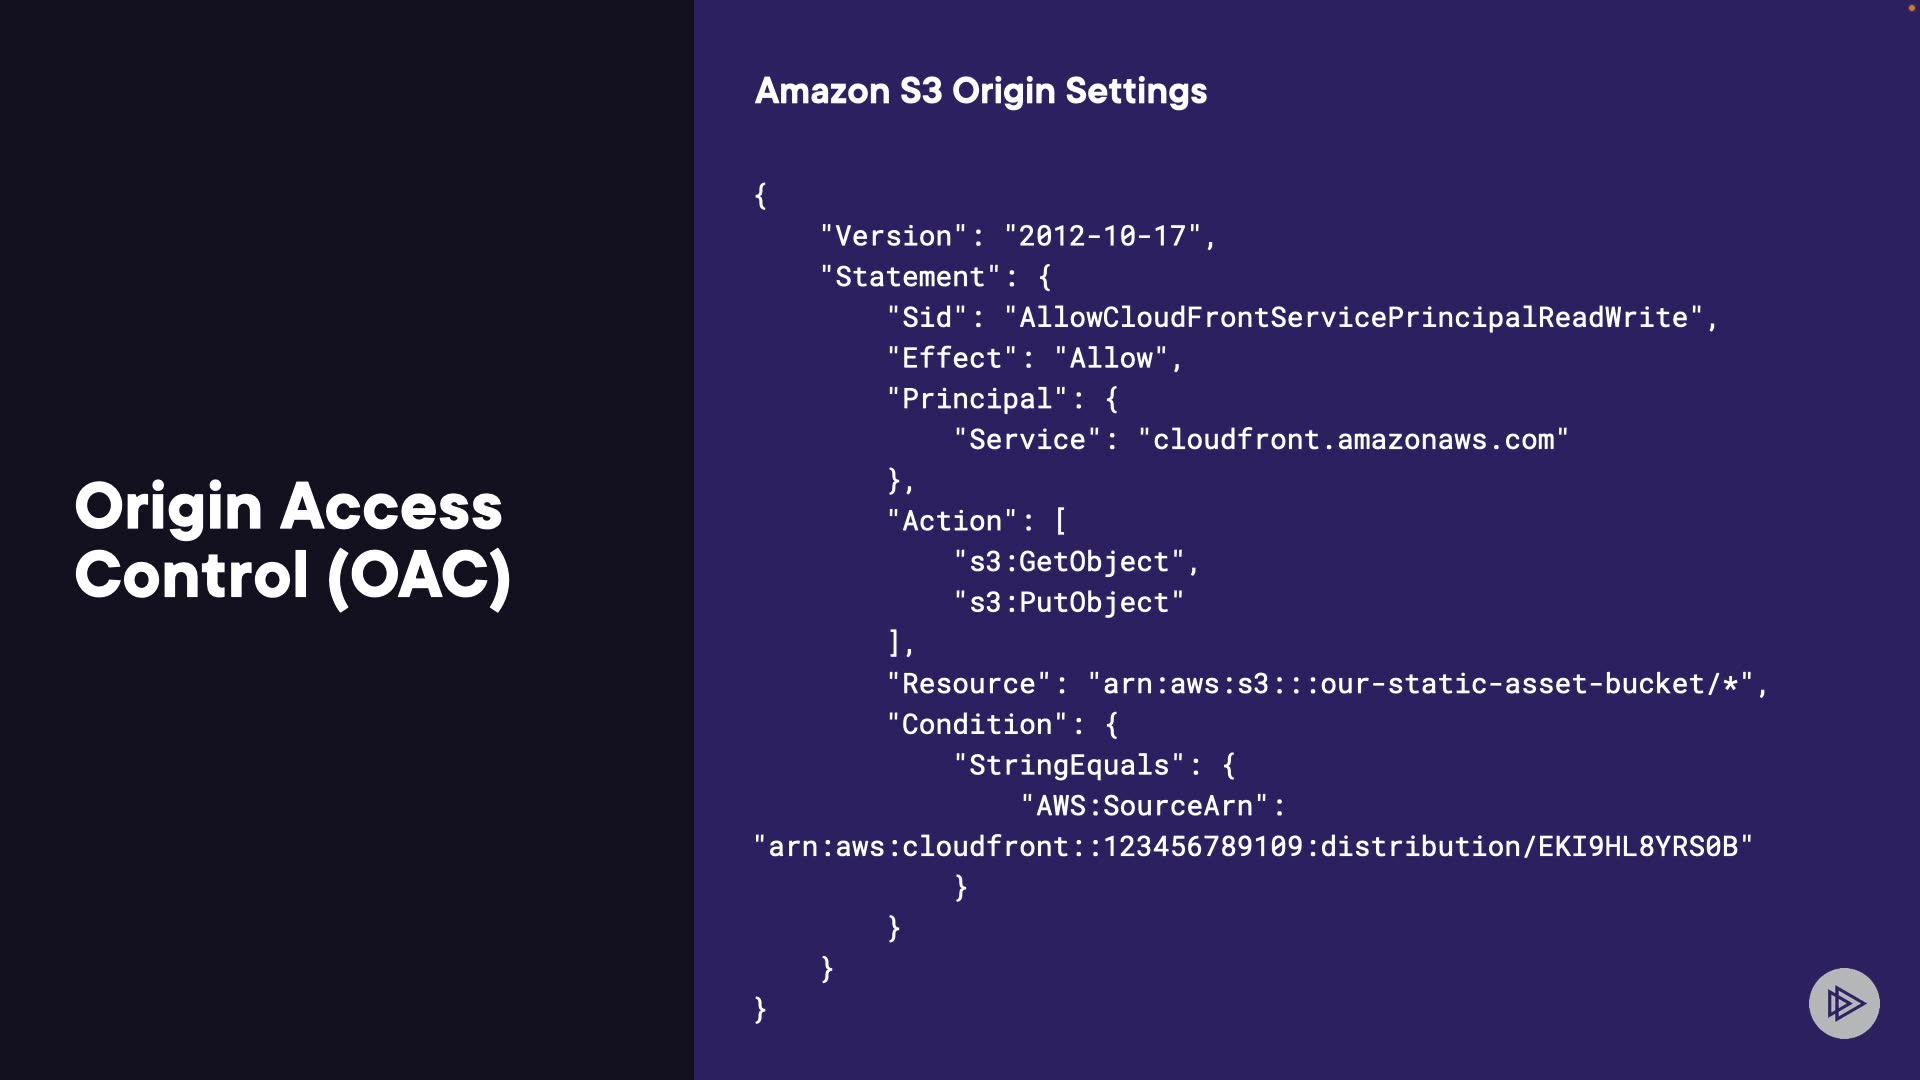 Origin Access
Control (OAC)
Amazon S3 Origin Settings
{
    "Version": "2012-10-17",
    "Statement": {
        "Sid": "AllowCloudFrontServicePrincipalReadWrite",
        "Effect": "Allow",
        "Principal": {
            "Service": "cloudfront.amazonaws.com"
        },
        "Action": [
            "s3:GetObject",
            "s3:PutObject"
        ],
        "Resource": "arn:aws:s3:::our-static-asset-bucket/*",
        "Condition": {
            "StringEquals": {
                "AWS:SourceArn":
"arn:aws:cloudfront::123456789109:distribution/EKI9HL8YRS0B"
            }
        }
    }
}